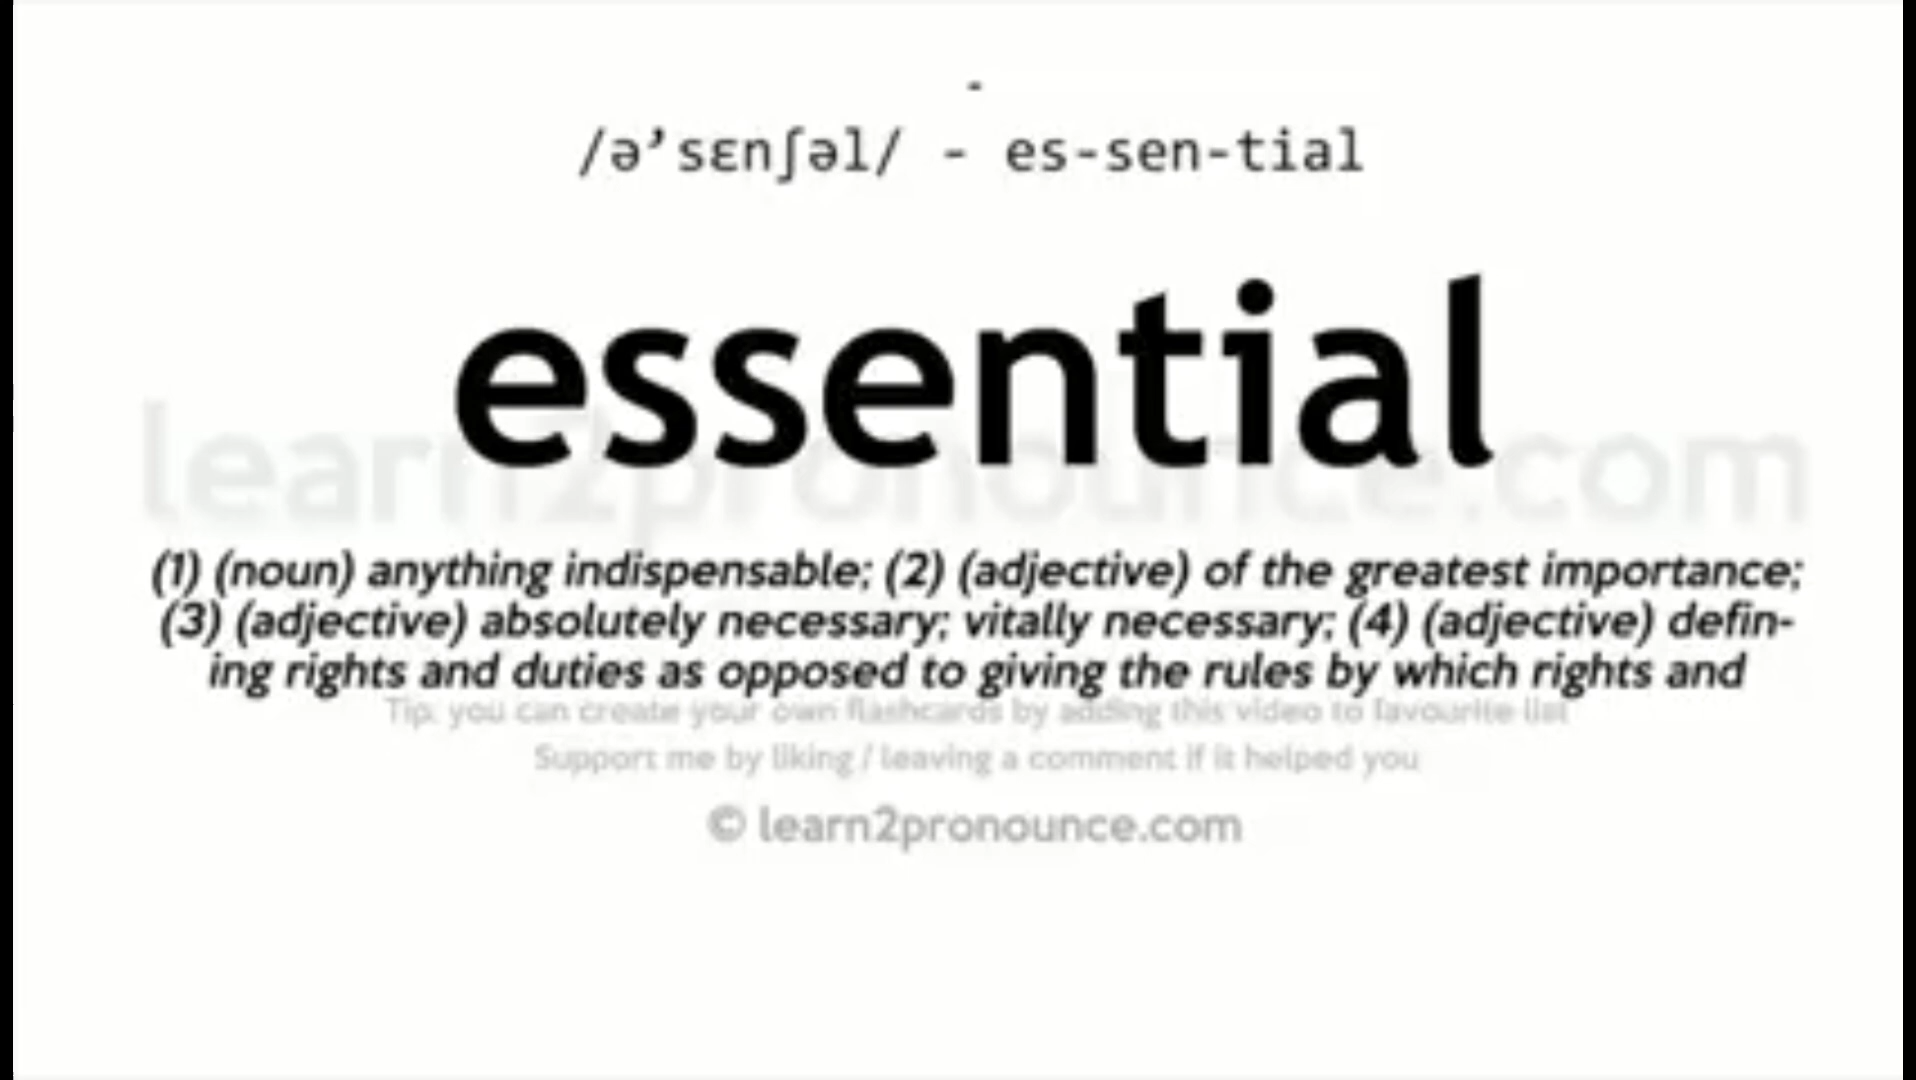 -
/ə’sɛnʃəl/ - es-sen-tial
essential
learn2pronounce.com
(1) (noun) anything indispensable; (2) (adjective) of the greatest importance;
(3) (adjective) absolutely necessary; vitally necessary; (4) (adjective) defin-
ing rights and duties as opposed to giving the rules by which rights and
Tip: you can create your own flashcards by adding this video to favourite list
Support me by liking / leaving a comment if it helped you
© learn2pronounce.com